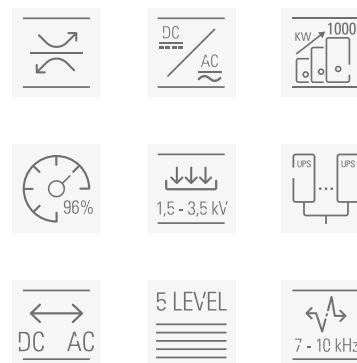 DC
AC
KW 1000
96%
1,5 - 3,5 kV
UPS UPS
DC AC
5 LEVEL
7 - 10 kHz